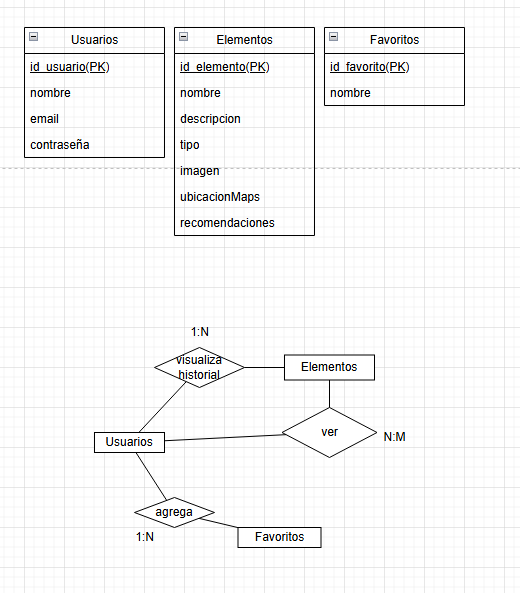 Usuarios
id_usuario(PK)
nombre
email
contraseña
Elementos
id_elemento(PK)
nombre
descripcion
tipo
imagen
ubicacionMaps
recomendaciones
Favoritos
id_favorito(PK)
nombre
1:N
visualiza
historial
Elementos
ver
N:M
Usuarios
agrega
1:N
Favoritos